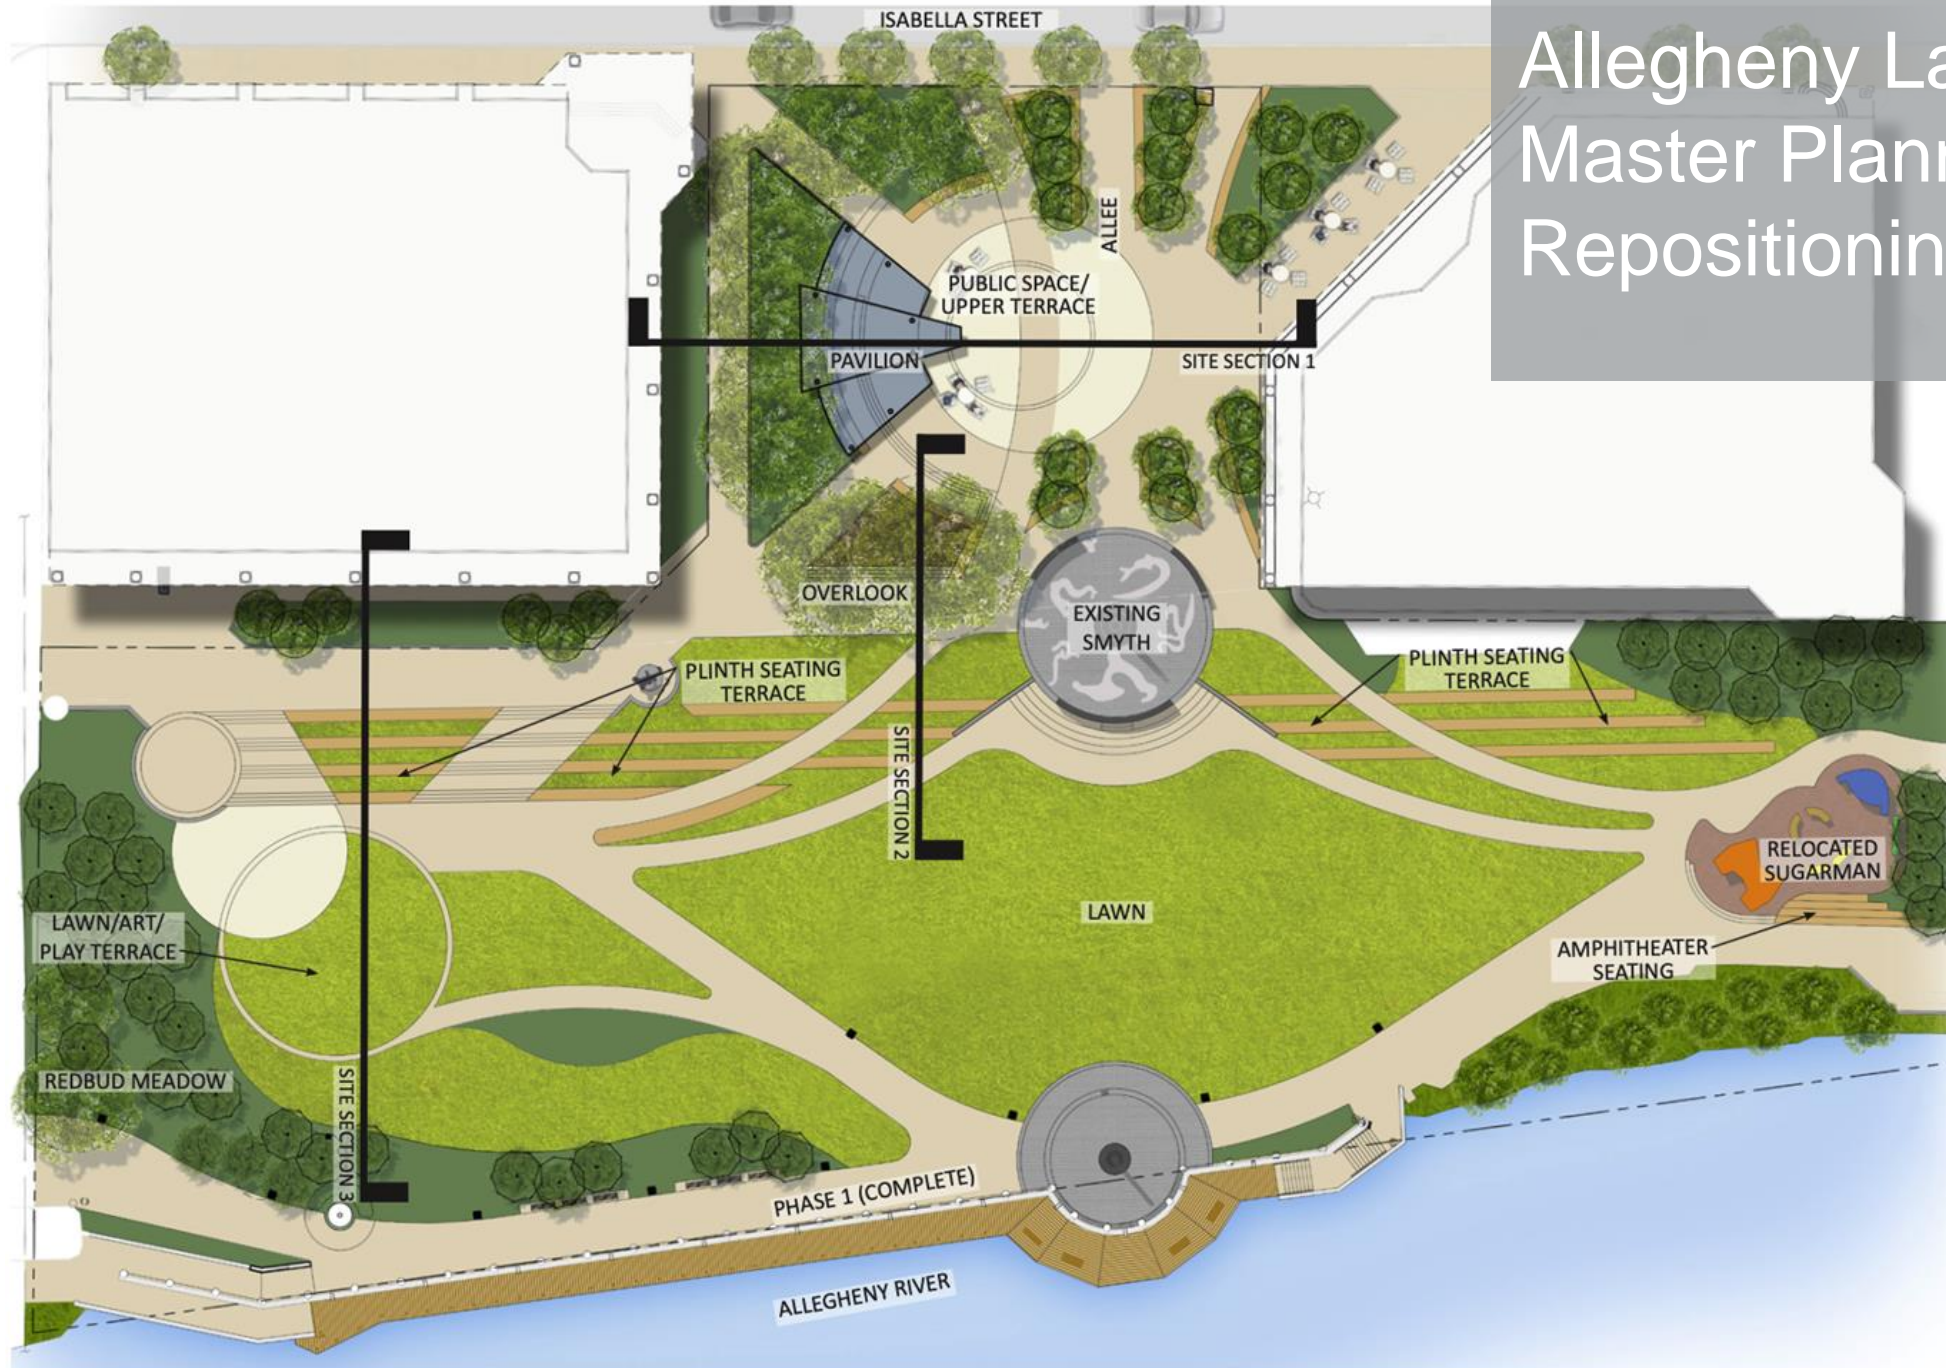 ISABELLA STREET
Allegheny La
Master Plann
Repositionin
ALLEE
PUBLIC SPACE/
UPPER TERRACE
PAVILION
SITE SECTION 1
OVERLOOK
EXISTING
SMYTH
PLINTH SEATING
TERRACE
PLINTH SEATING
TERRACE
SITE SECTION 2
RELOCATED
SUGARMAN
LAWN
LAWN/ART/
PLAY TERRACE
AMPHITHEATER
SEATING
REDBUD MEADOW
SITE SECTION 3
PHASE 1 (COMPLETE)
ALLEGHENY RIVER